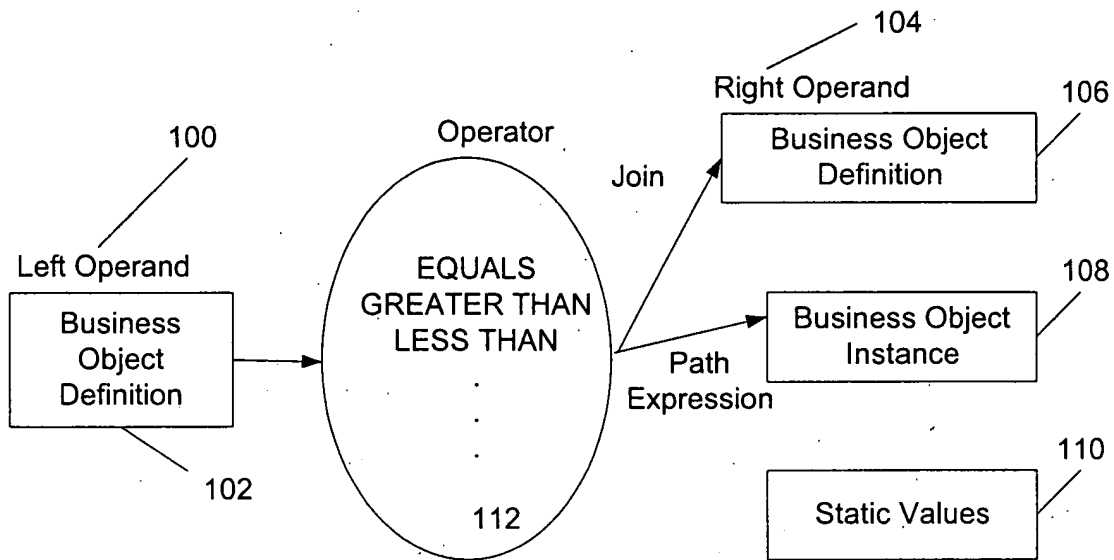 104
Right Operand
106
Business Object
Definition
Operator
100
Join
Left Operand
Business
Object
Definition
EQUALS
GREATER THAN
LESS THAN
.
.
.
.
108
Business Object
Instance
Path
Expression
102
110
112
Static Values